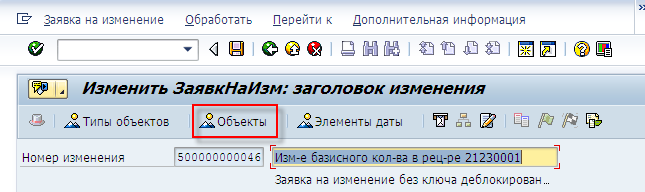 Заявка на изменение Обработать Перейти к Дополнительная информация
Изменить ЗаявкНаИзм: заголовок изменения
Типы объектов Объекты Элементы даты
Номер изменения 500000000046 Изм-е базисного кол-ва в рец-ре 21230001
Заявка на изменение без ключа деблокирован...